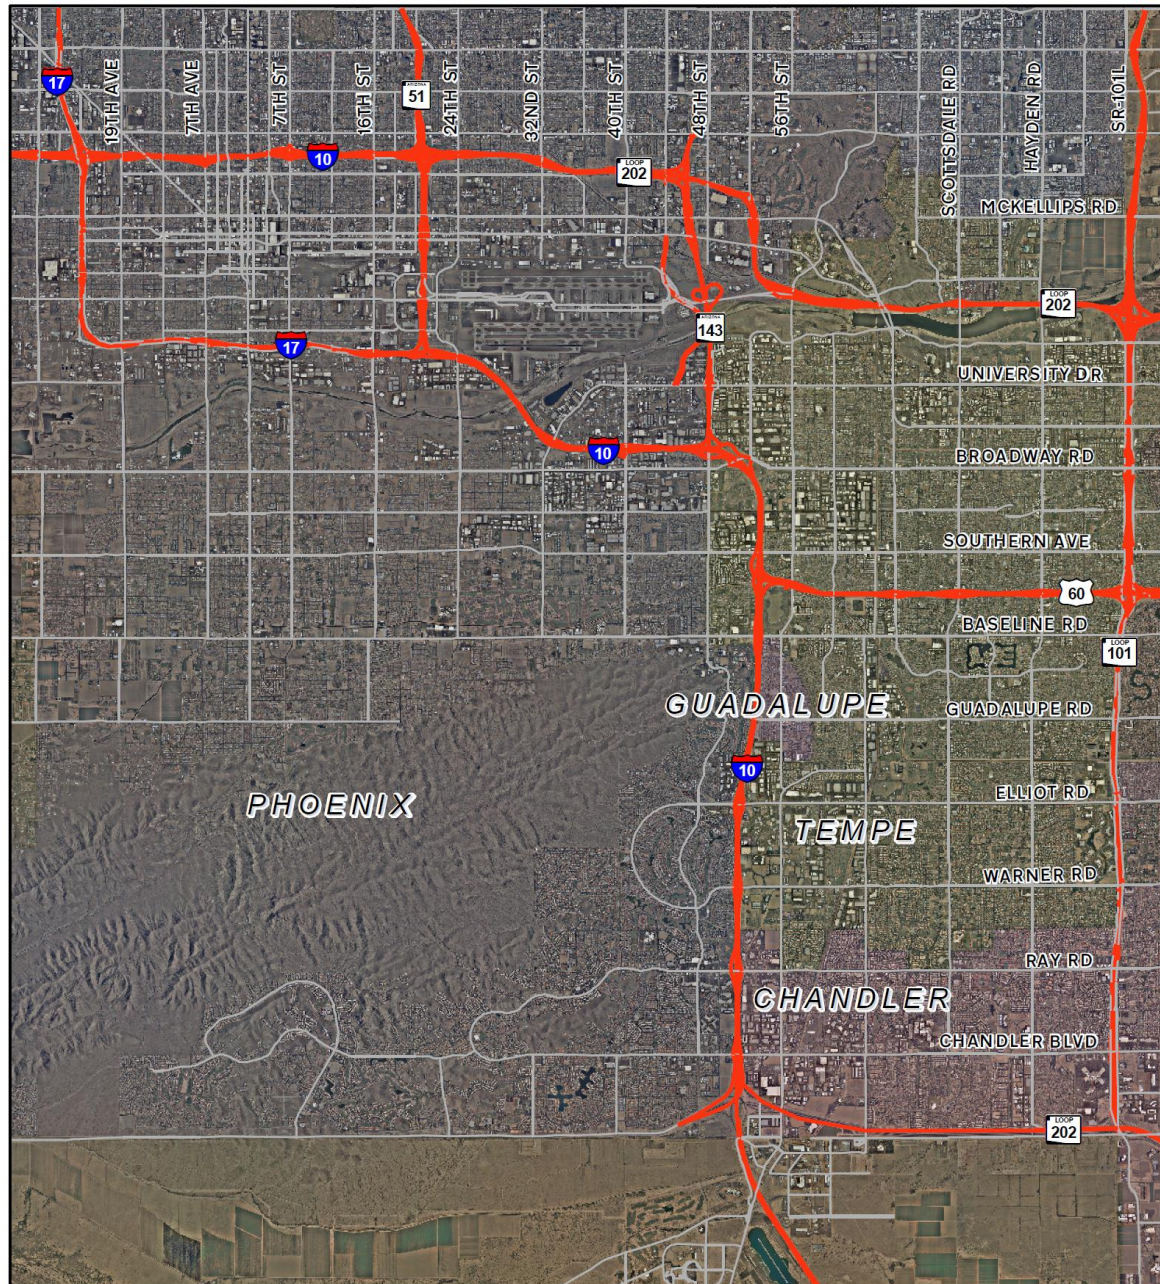 17
19TH AVE
7TH AVE
7TH ST
16TH ST
ARIZONA
51
24TH ST
32ND ST
40TH ST
48TH ST
56TH ST
SCOTTSDALE RD
HAYDEN RD
SR-101L
10
LOOP
202
MCKELLIPS RD
LOOP
202
ARIZONA
143
17
UNIVERSITY DR
10
BROADWAY RD
SOUTHERN AVE
60
BASELINE RD
LOOP
101
GUADALUPE
GUADALUPE RD
10
ELLIOT RD
PHOENIX
TEMPE
WARNER RD
RAY RD
CHANDLER
CHANDLER BLVD
LOOP
202